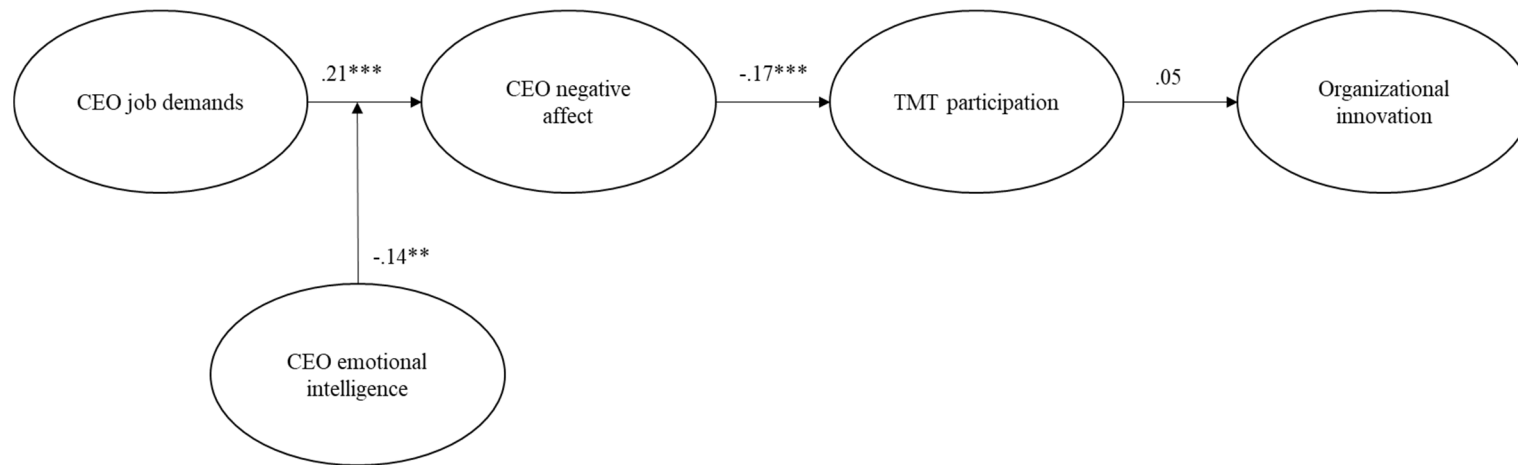 .21***
-.17***
.05
CEO job demands
CEO negative
affect
TMT participation
Organizational
innovation
-.14**
CEO emotional
intelligence